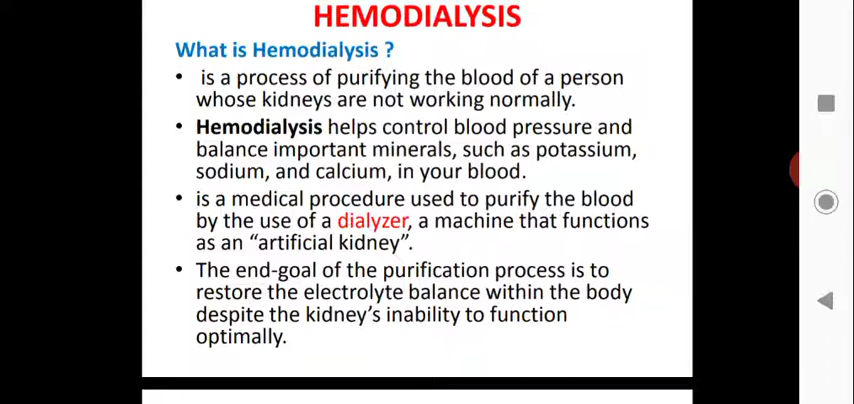 HEMODIALYSIS
What is Hemodialysis ?
• is a process of purifying the blood of a person
whose kidneys are not working normally.
• Hemodialysis helps control blood pressure and
balance important minerals, such as potassium,
sodium, and calcium, in your blood.
• is a medical procedure used to purify the blood
by the use of a dialyzer, a machine that functions
as an “artificial kidney”.
• The end-goal of the purification process is to
restore the electrolyte balance within the body
despite the kidney’s inability to function
optimally.